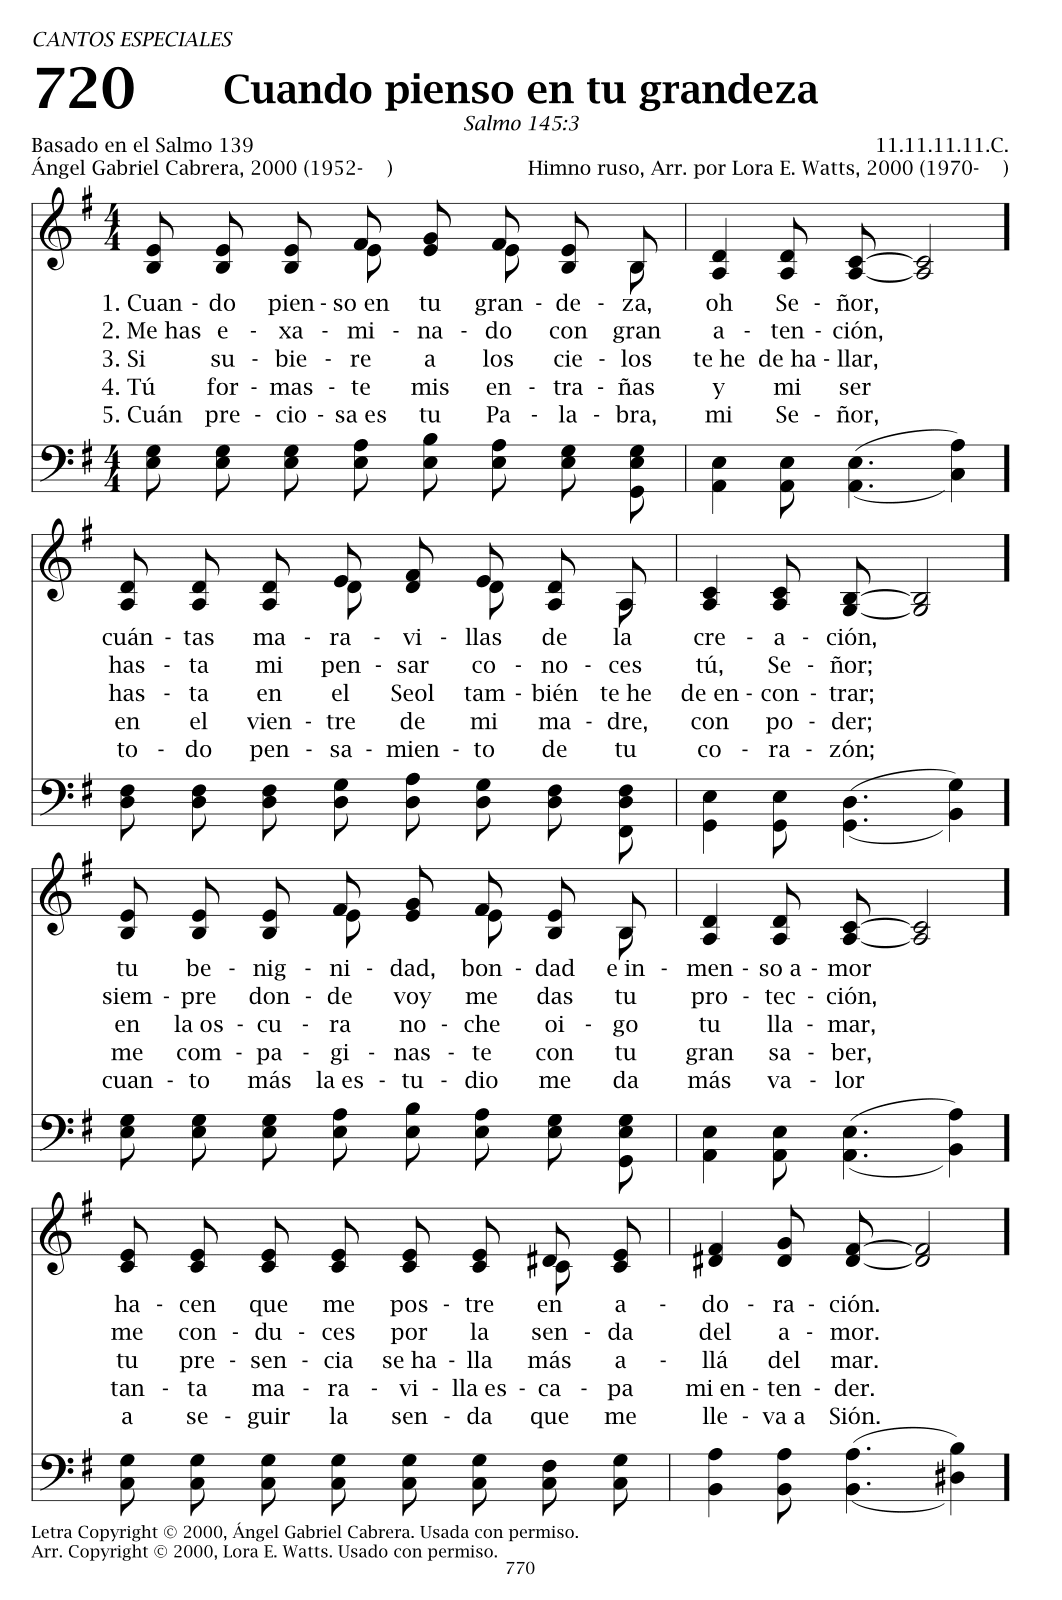 CANTOS ESPECIALES
720 Cuando pienso en tu grandeza
Salmo 145:3
Basado en el Salmo 139 11.11.11.11.C.
Ángel Gabriel Cabrera, 2000 (1952- ) Himno ruso, Arr. por Lora E. Watts, 2000 (1970- )
1. Cuan - do pien - so en tu gran - de - za, oh Se - ñor,
2. Me has e - xa - mi - na - do con gran a - ten - ción,
3. Si su - bie - re a los cie - los te he de ha - llar,
4. Tú for - mas - te mis en - tra - ñas y mi ser
5. Cuán pre - cio - sa es tu Pa - la - bra, mi Se - ñor,
cuán - tas ma - ra - vi - llas de la cre - a - ción,
has - ta mi pen - sar co - no - ces tú, Se - ñor;
has - ta en el Seol tam - bién te he de en - con - trar;
en el vien - tre de mi ma - dre, con po - der;
to - do pen - sa - mien - to de tu co - ra - zón;
tu be - nig - ni - dad, bon - dad e in - men - so a - mor
siem - pre don - de voy me das tu pro - tec - ción,
en la os - cu - ra no - che oi - go tu lla - mar,
me com - pa - gi - nas - te con tu gran sa - ber,
cuan - to más la es - tu - dio me da más va - lor
ha - cen que me pos - tre en a - do - ra - ción.
me con - du - ces por la sen - da del a - mor.
tu pre - sen - cia se ha - lla más a - llá del mar.
tan - ta ma - ra - vi - lla es - ca - pa mi en - ten - der.
a se - guir la sen - da que me lle - va a Sión.
Letra Copyright © 2000, Ángel Gabriel Cabrera. Usada con permiso.
Arr. Copyright © 2000, Lora E. Watts. Usado con permiso.
770